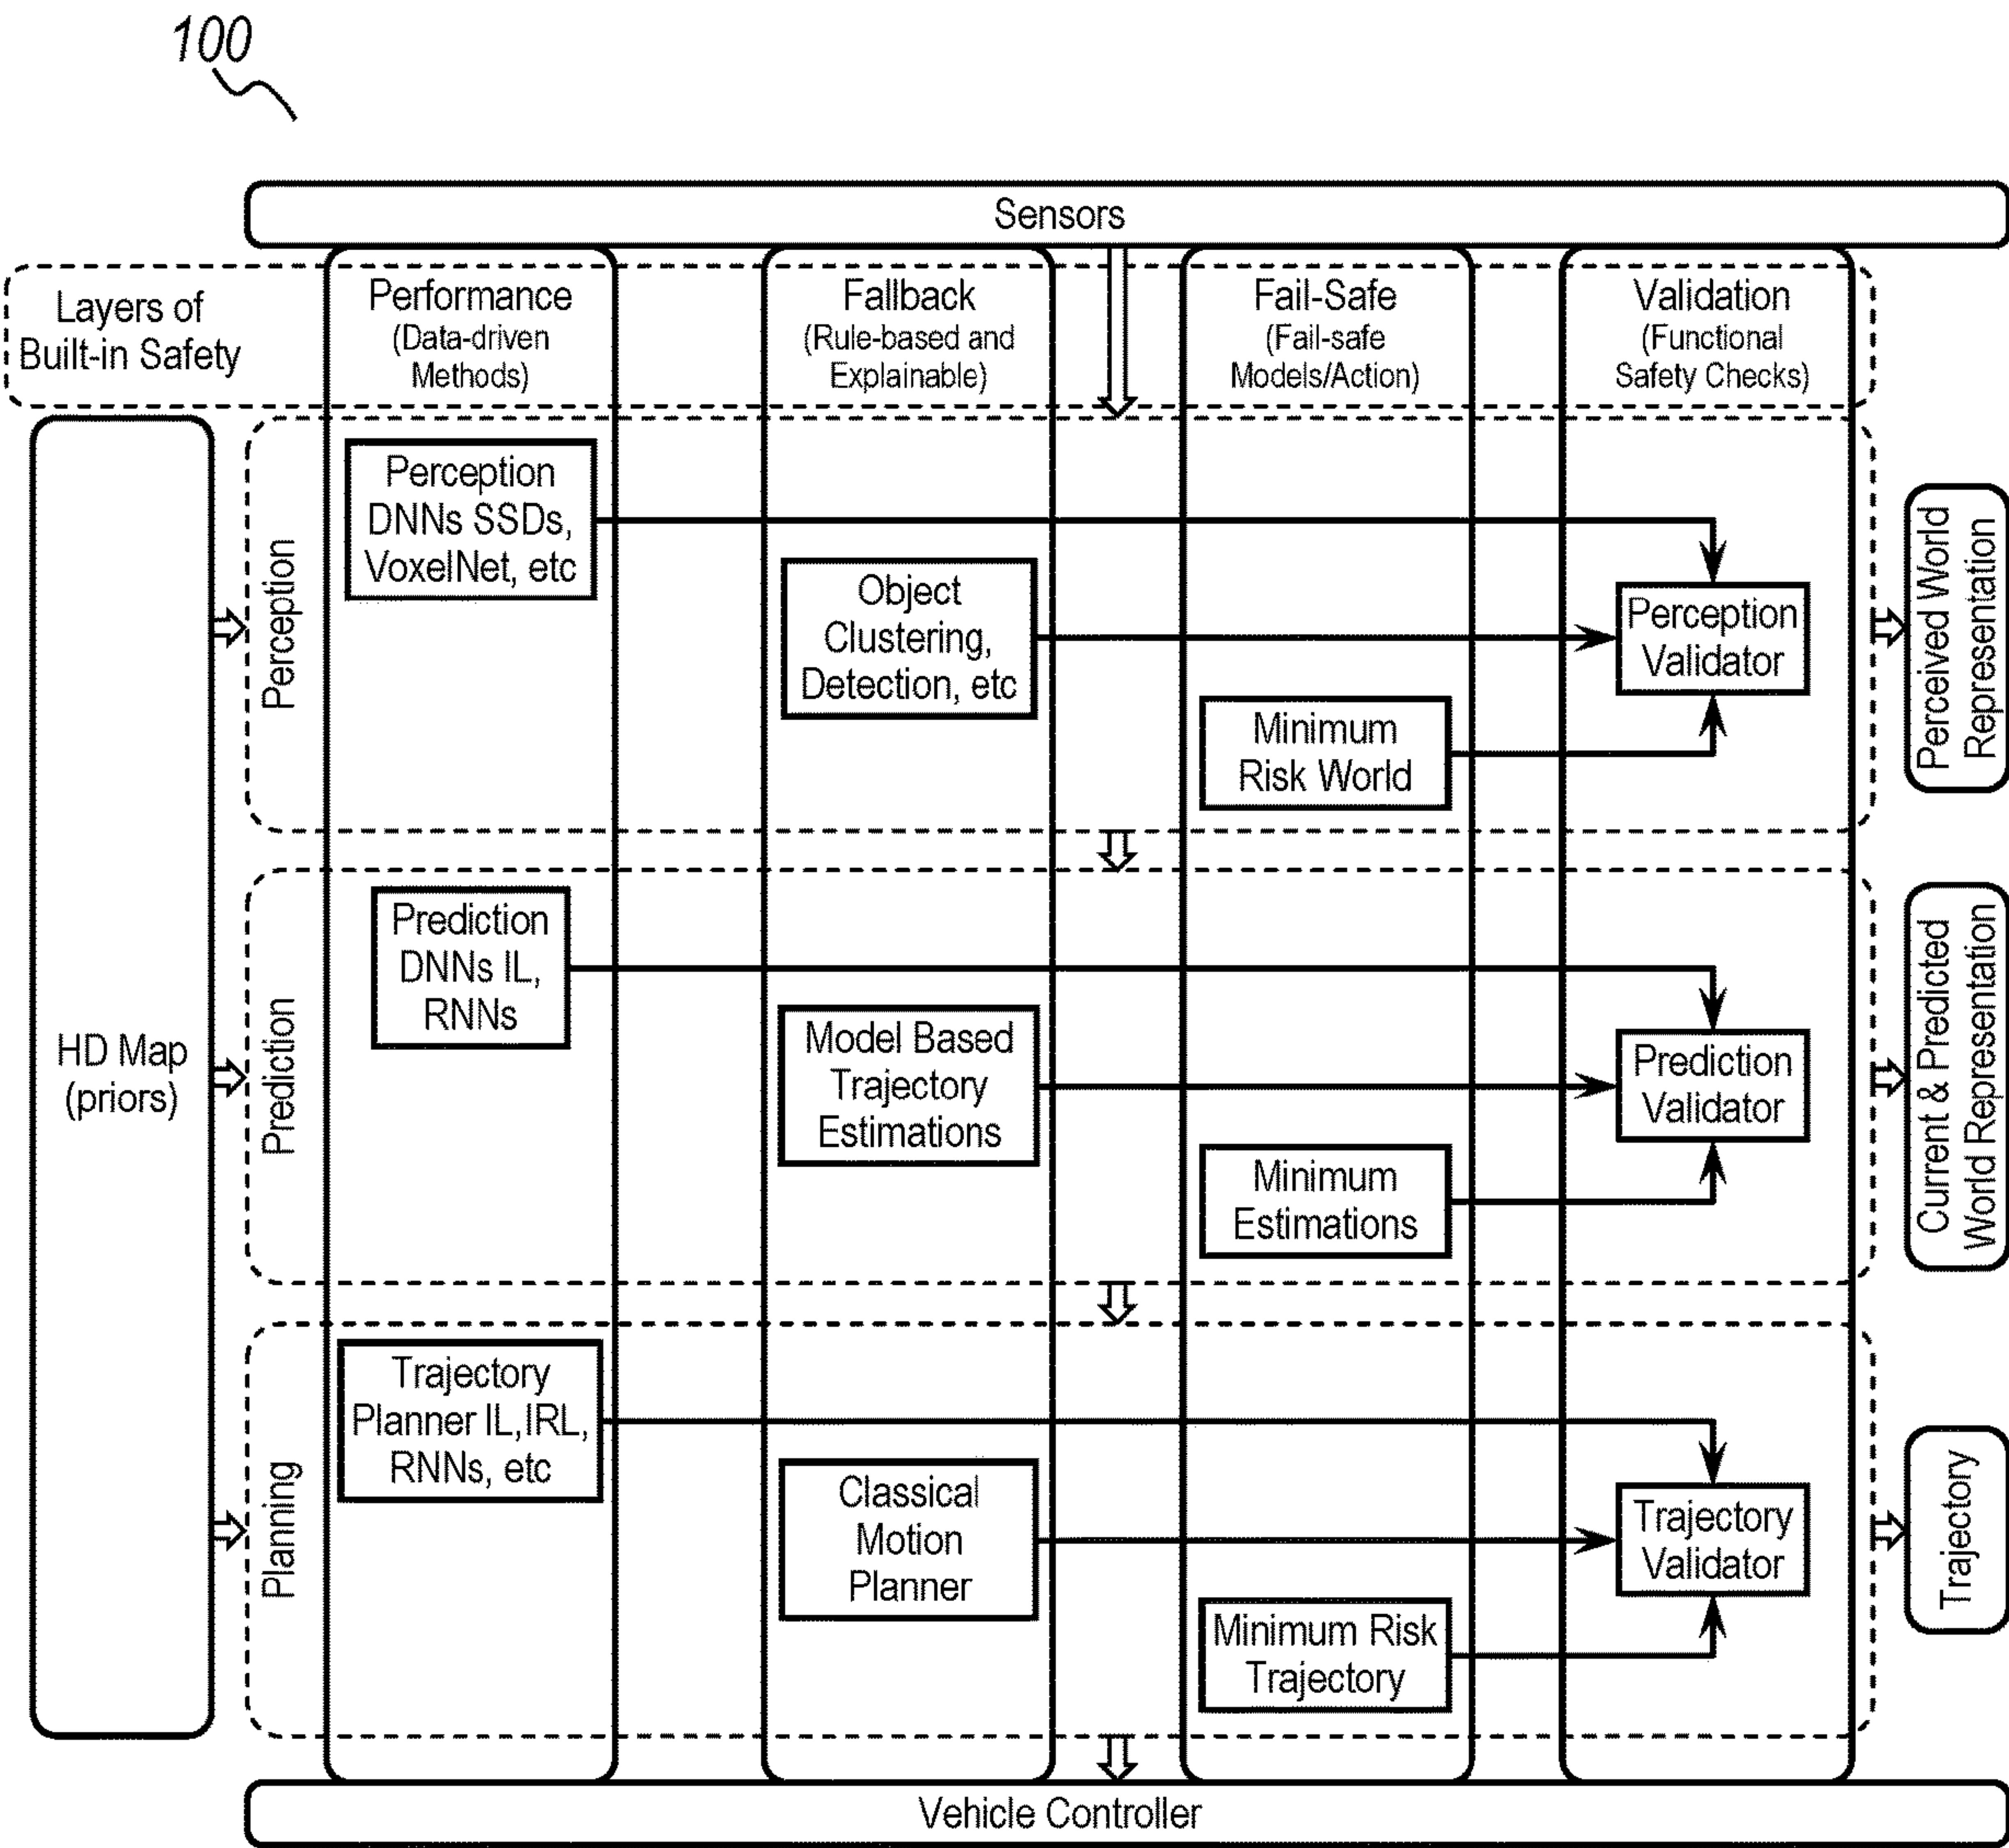 100
Sensors
Layers of
Built-in Safety
Performance
(Data-driven
Methods)
Fallback
(Rule-based and
Explainable)
Fail-Safe
(Fail-safe
Models/Action)
Validation
(Functional
Safety Checks)
HD Map
(priors)
Perception
Perception
DNNs SSDs,
VoxelNet, etc
Object
Clustering,
Detection, etc
Minimum
Risk World
Perception
Validator
Perceived World
Representation
Prediction
Prediction
DNNs IL,
RNNs
Model Based
Trajectory
Estimations
Minimum
Estimations
Prediction
Validator
Current & Predicted
World Representation
Planning
Trajectory
Planner IL, IRL,
RNNs, etc
Classical
Motion
Planner
Minimum Risk
Trajectory
Trajectory
Validator
Trajectory
Vehicle Controller